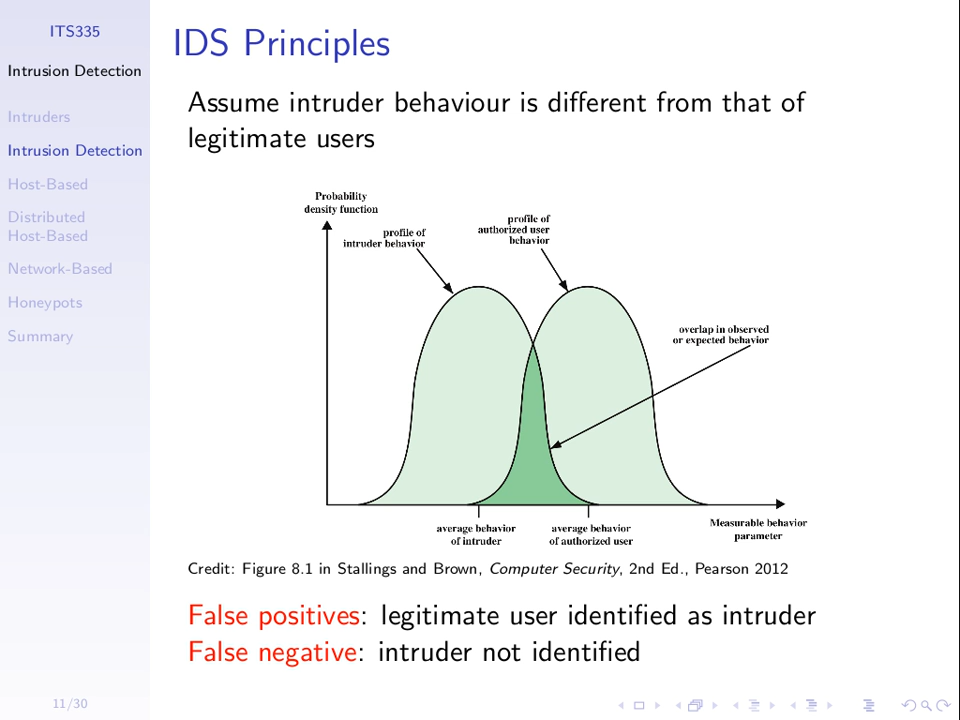 ITS335
Intrusion Detection
Intruders
Intrusion Detection
Host-Based
Distributed
Host-Based
Network-Based
Honeypots
Summary
11/30
IDS Principles
Assume intruder behaviour is different from that of
legitimate users
Probability
density function
profile of
intruder behavior
profile of
authorized user
behavior
overlap in observed
or expected behavior
average behavior
of intruder
average behavior
of authorized user
Measurable behavior
parameter
Credit: Figure 8.1 in Stallings and Brown, Computer Security, 2nd Ed., Pearson 2012
False positives: legitimate user identified as intruder
False negative: intruder not identified